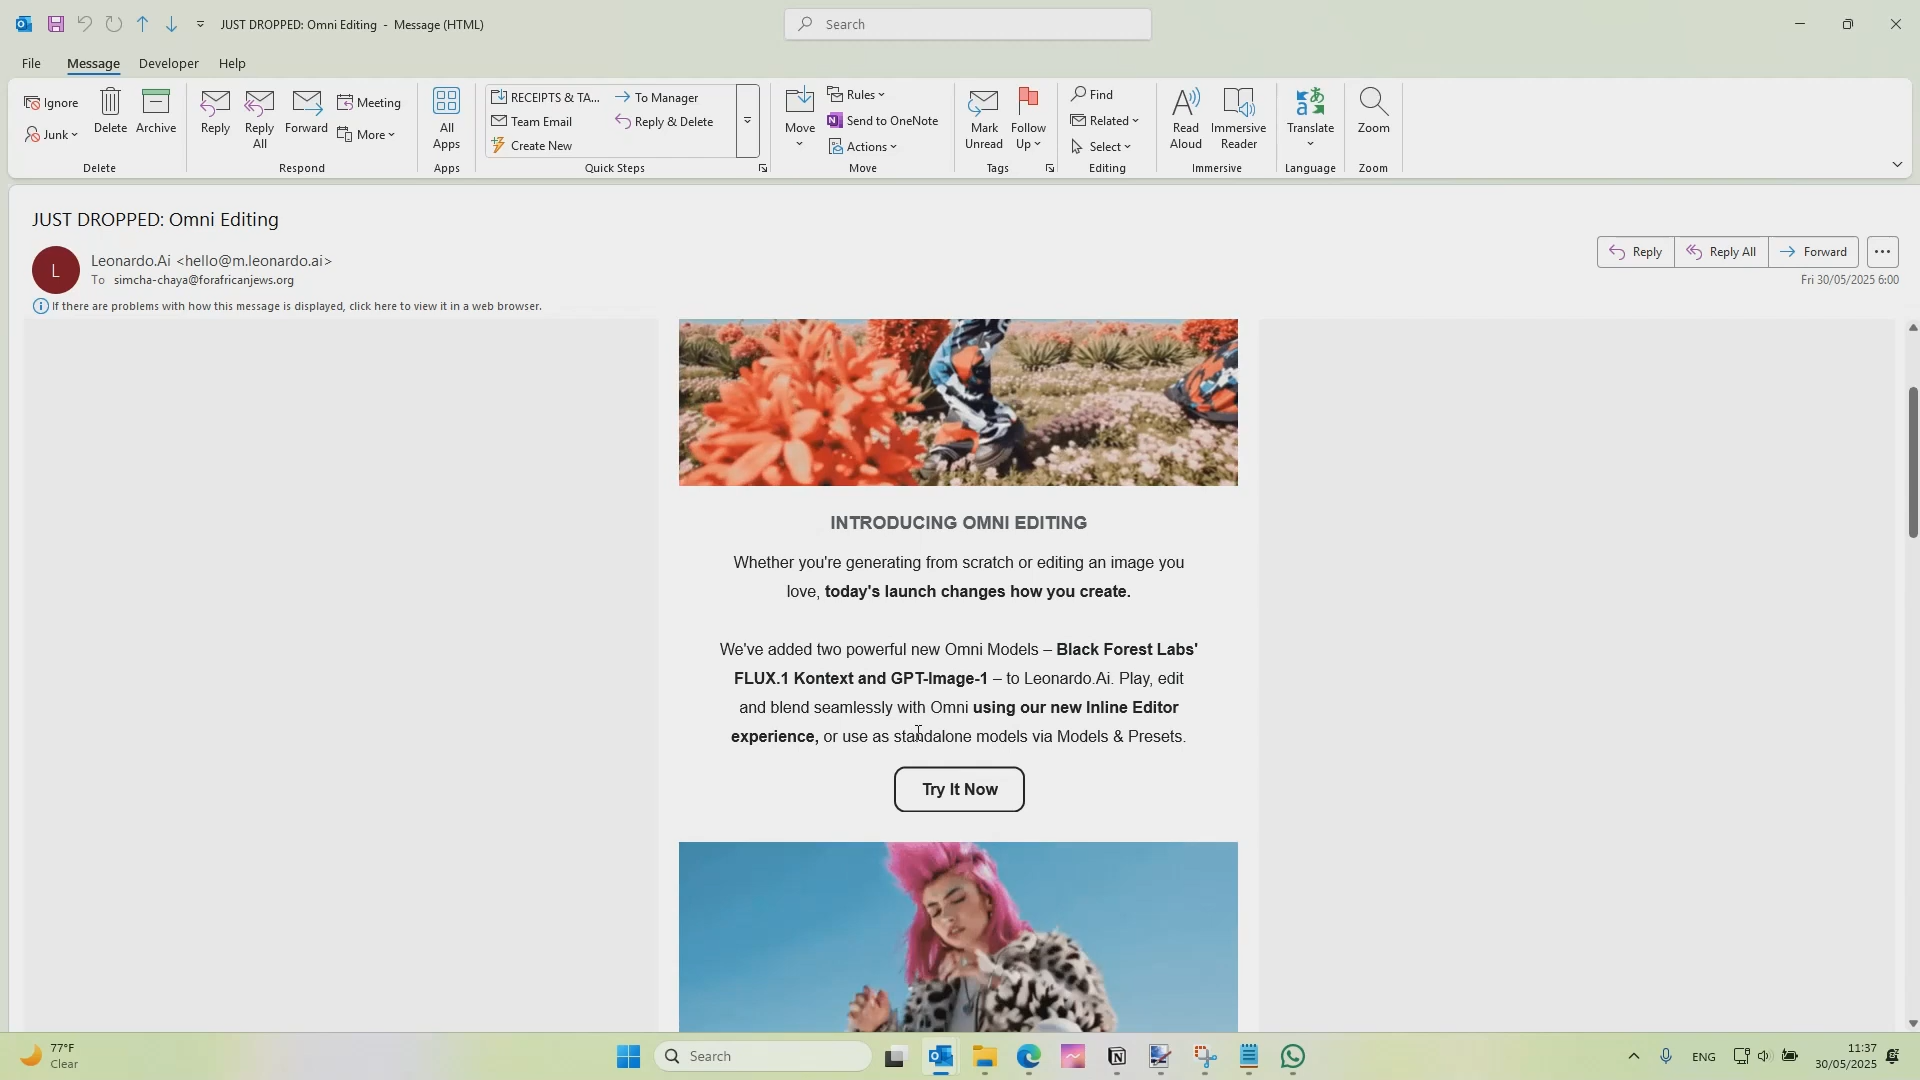 JUST DROPPED: Omni Editing - Message (HTML)
Search
File Message Developer Help
Ignore
Junk
Delete
Archive
Delete
Reply
Reply All
Forward
Meeting
More
Respond
All Apps
Apps
RECEIPTS & TA...
Team Email
Create New
To Manager
Reply & Delete
Quick Steps
Move
Rules
Send to OneNote
Actions
Move
Mark Unread
Follow Up
Tags
Find
Related
Select
Editing
Read Aloud
Immersive Reader
Immersive
Translate
Language
Zoom
Zoom
JUST DROPPED: Omni Editing
L
Leonardo.Ai <hello@m.leonardo.ai>
To simcha-chaya@forafricanjews.org
Reply
Reply All
Forward
Fri 30/05/2025 6:00
If there are problems with how this message is displayed, click here to view it in a web browser.
INTRODUCING OMNI EDITING
Whether you're generating from scratch or editing an image you
love, today's launch changes how you create.
We've added two powerful new Omni Models – Black Forest Labs'
FLUX.1 Kontext and GPT-Image-1 – to Leonardo.Ai. Play, edit
and blend seamlessly with Omni using our new Inline Editor
experience, or use as standalone models via Models & Presets.
Try It Now
77°F
Clear
Search
ENG
11:37
30/05/2025